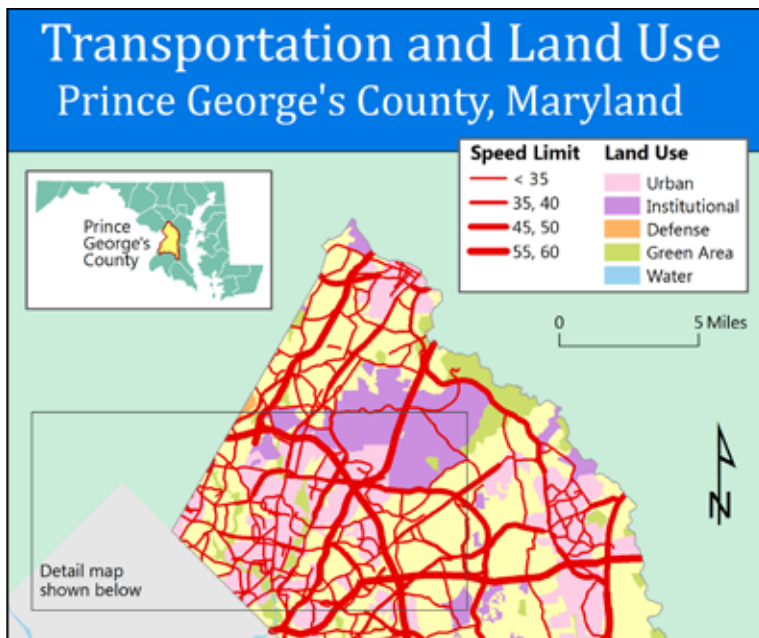 Transportation and Land Use
Prince George's County, Maryland
Speed Limit
< 35
35, 40
45, 50
55, 60
Land Use
Urban
Institutional
Defense
Green Area
Water
Prince
George's
County
0 5 Miles
N
Detail map
shown below